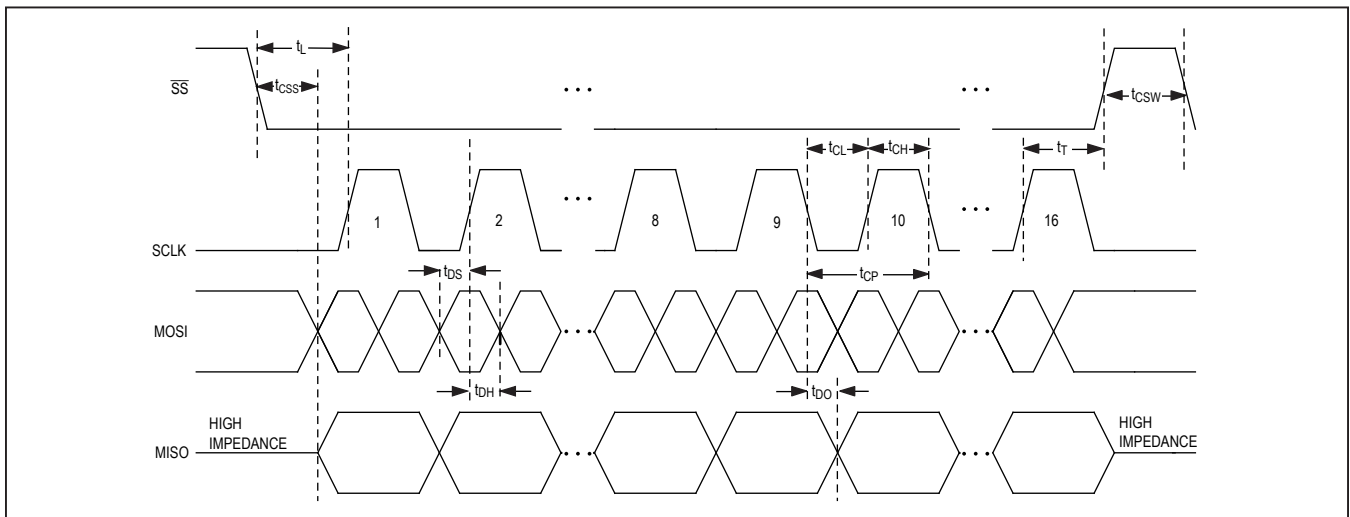 tL
SS
tCSS
• • •
• • •
tCSW
tCL
tCH
tT
SCLK
1
2
• • •
8
9
10
• • •
16
tDS
tCP
MOSI
• • •
• • •
tDH
tDO
HIGH
IMPEDANCE
MISO
• • •
• • •
HIGH
IMPEDANCE